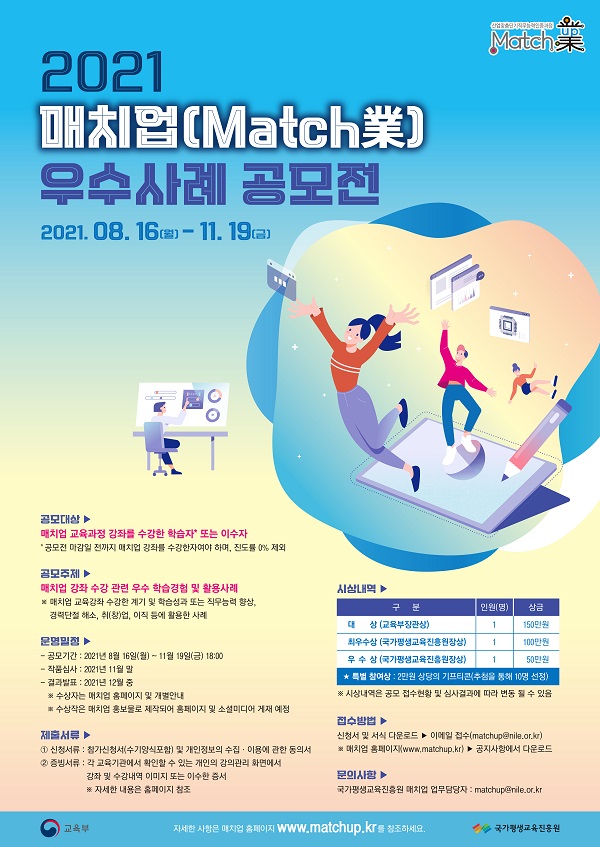 산업맞춤단기직무능력인증과정
Match業
2021
매치업(Match業)
우수사례 공모전
2021. 08. 16(월) – 11. 19(금)
공모대상 ▶
매치업 교육과정 강좌를 수강한 학습자* 또는 이수자
* 공모전 마감일 전까지 매치업 강좌를 수강한자여야 하며, 진도률 0% 제외
공모주제 ▶
매치업 강좌 수강 관련 우수 학습경험 및 활용사례
※ 매치업 교육강좌 수강한 계기 및 학습성과 또는 직무능력 향상,
경력단절 해소, 취(창)업, 이직 등에 활용한 사례
운영일정 ▶
- 공모기간 : 2021년 8월 16일(월) ~ 11월 19일(금) 18:00
- 작품심사 : 2021년 11월 말
- 결과발표 : 2021년 12월 중
※ 수상자는 매치업 홈페이지 및 개별안내
※ 수상작은 매치업 홍보물로 제작되어 홈페이지 및 소셜미디어 게재 예정
제출서류 ▶
① 신청서류 : 참가신청서(수기양식포함) 및 개인정보의 수집 · 이용에 관한 동의서
② 증빙서류 : 각 교육기관에서 확인할 수 있는 개인의 강의관리 화면에서
강좌 및 수강내역 이미지 또는 이수한 증서
※ 자세한 내용은 홈페이지 참조
시상내역 ▶
구 분 인원(명) 상금
대 상 (교육부장관상) 1 150만원
최우수상 (국가평생교육진흥원장상) 1 100만원
우 수 상 (국가평생교육진흥원장상) 1 50만원
★ 특별 참여상 : 2만원 상당의 기프티콘(추첨을 통해 10명 선정)
※ 시상내역은 공모 접수현황 및 심사결과에 따라 변동 될 수 있음
접수방법 ▶
신청서 및 서식 다운로드 ▶ 이메일 접수(matchup@nile.or.kr)
※ 매치업 홈페이지(www.matchup.kr) ▶ 공지사항에서 다운로드
문의사항 ▶
국가평생교육진흥원 매치업 업무담당자 : matchup@nile.or.kr
교육부
자세한 사항은 매치업 홈페이지 www.matchup.kr를 참조하세요.
국가평생교육진흥원